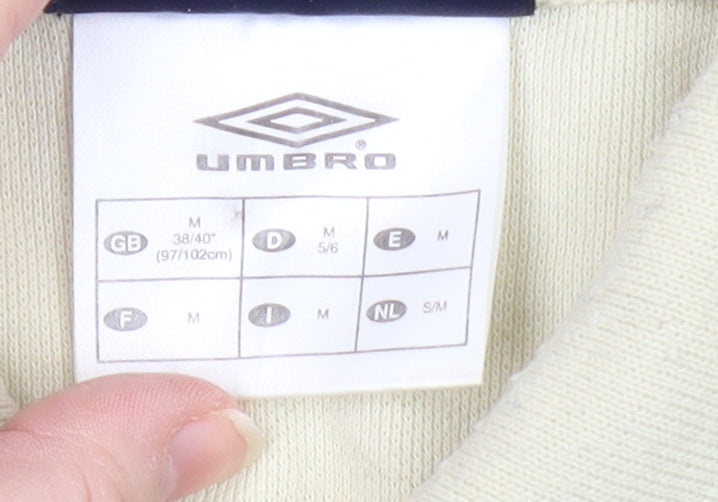 UMBRO®
GB M 38/40" (97/102cm)
D M 5/6
E M
F M
I M
NL S/M